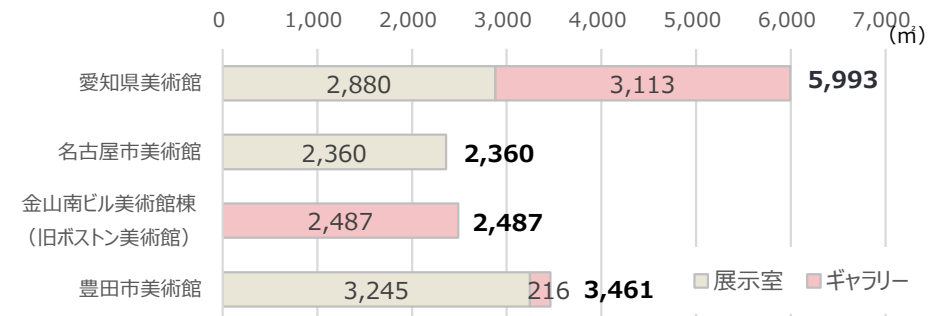 0 1,000 2,000 3,000 4,000 5,000 6,000 7,000
(㎡)
愛知県美術館 2,880 3,113 5,993
名古屋市美術館 2,360 2,360
金山南ビル美術館棟
（旧ボストン美術館） 2,487 2,487
豊田市美術館 3,245 216 3,461 展示室 ギャラリー